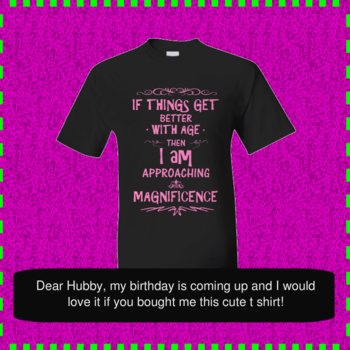 IF THINGS GET
BETTER
WITH AGE
THEN
I AM
APPROACHING
MAGNIFICENCE
Dear Hubby, my birthday is coming up and I would
love it if you bought me this cute t shirt!